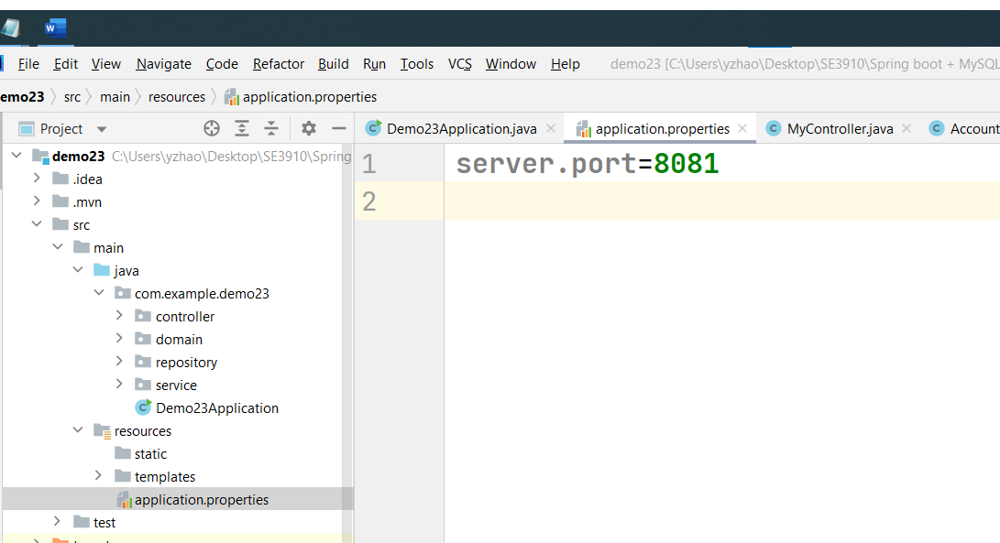 W
File Edit View Navigate Code Refactor Build Run Tools VCS Window Help demo23 [C:\Users\yzhao\Desktop\SE3910\Spring boot + MySQL
emo23 src main resources application.properties
Project Demo23Application.java application.properties MyController.java Account
demo23 C:\Users\yzhao\Desktop\SE3910\Spring
1 server.port=8081
.idea
2
.mvn
src
main
java
com.example.demo23
controller
domain
repository
service
Demo23Application
resources
static
templates
application.properties
test